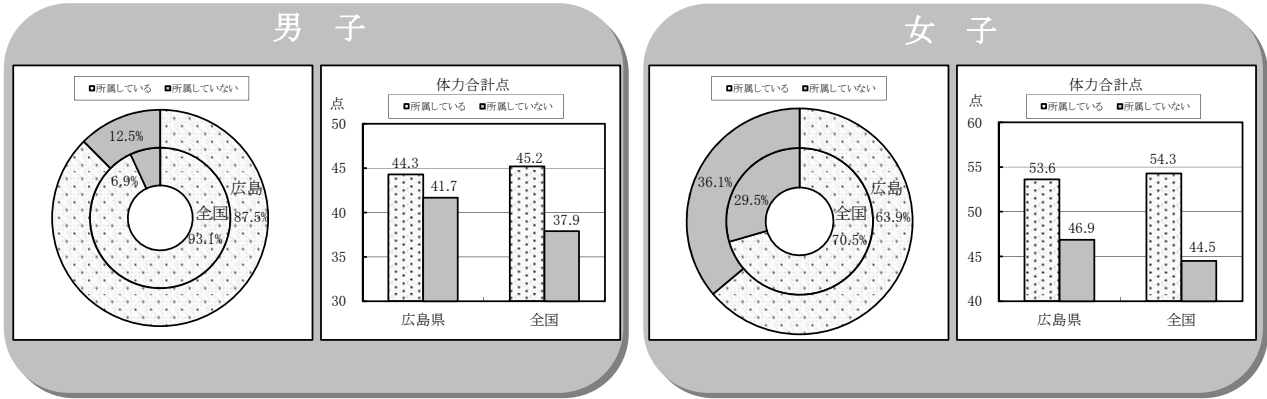 男 子
□所属している ■所属していない
12.5%
6.9%
広島
全国
87.5%
93.1%
体力合計点
点
□所属している ■所属していない
50
45
40
35
30
44.3
41.7
45.2
37.9
広島県
全国
女 子
□所属している ■所属していない
36.1%
29.5%
広島
全国
63.9%
70.5%
体力合計点
点
□所属している ■所属していない
60
55
50
45
40
53.6
46.9
54.3
44.5
広島県
全国